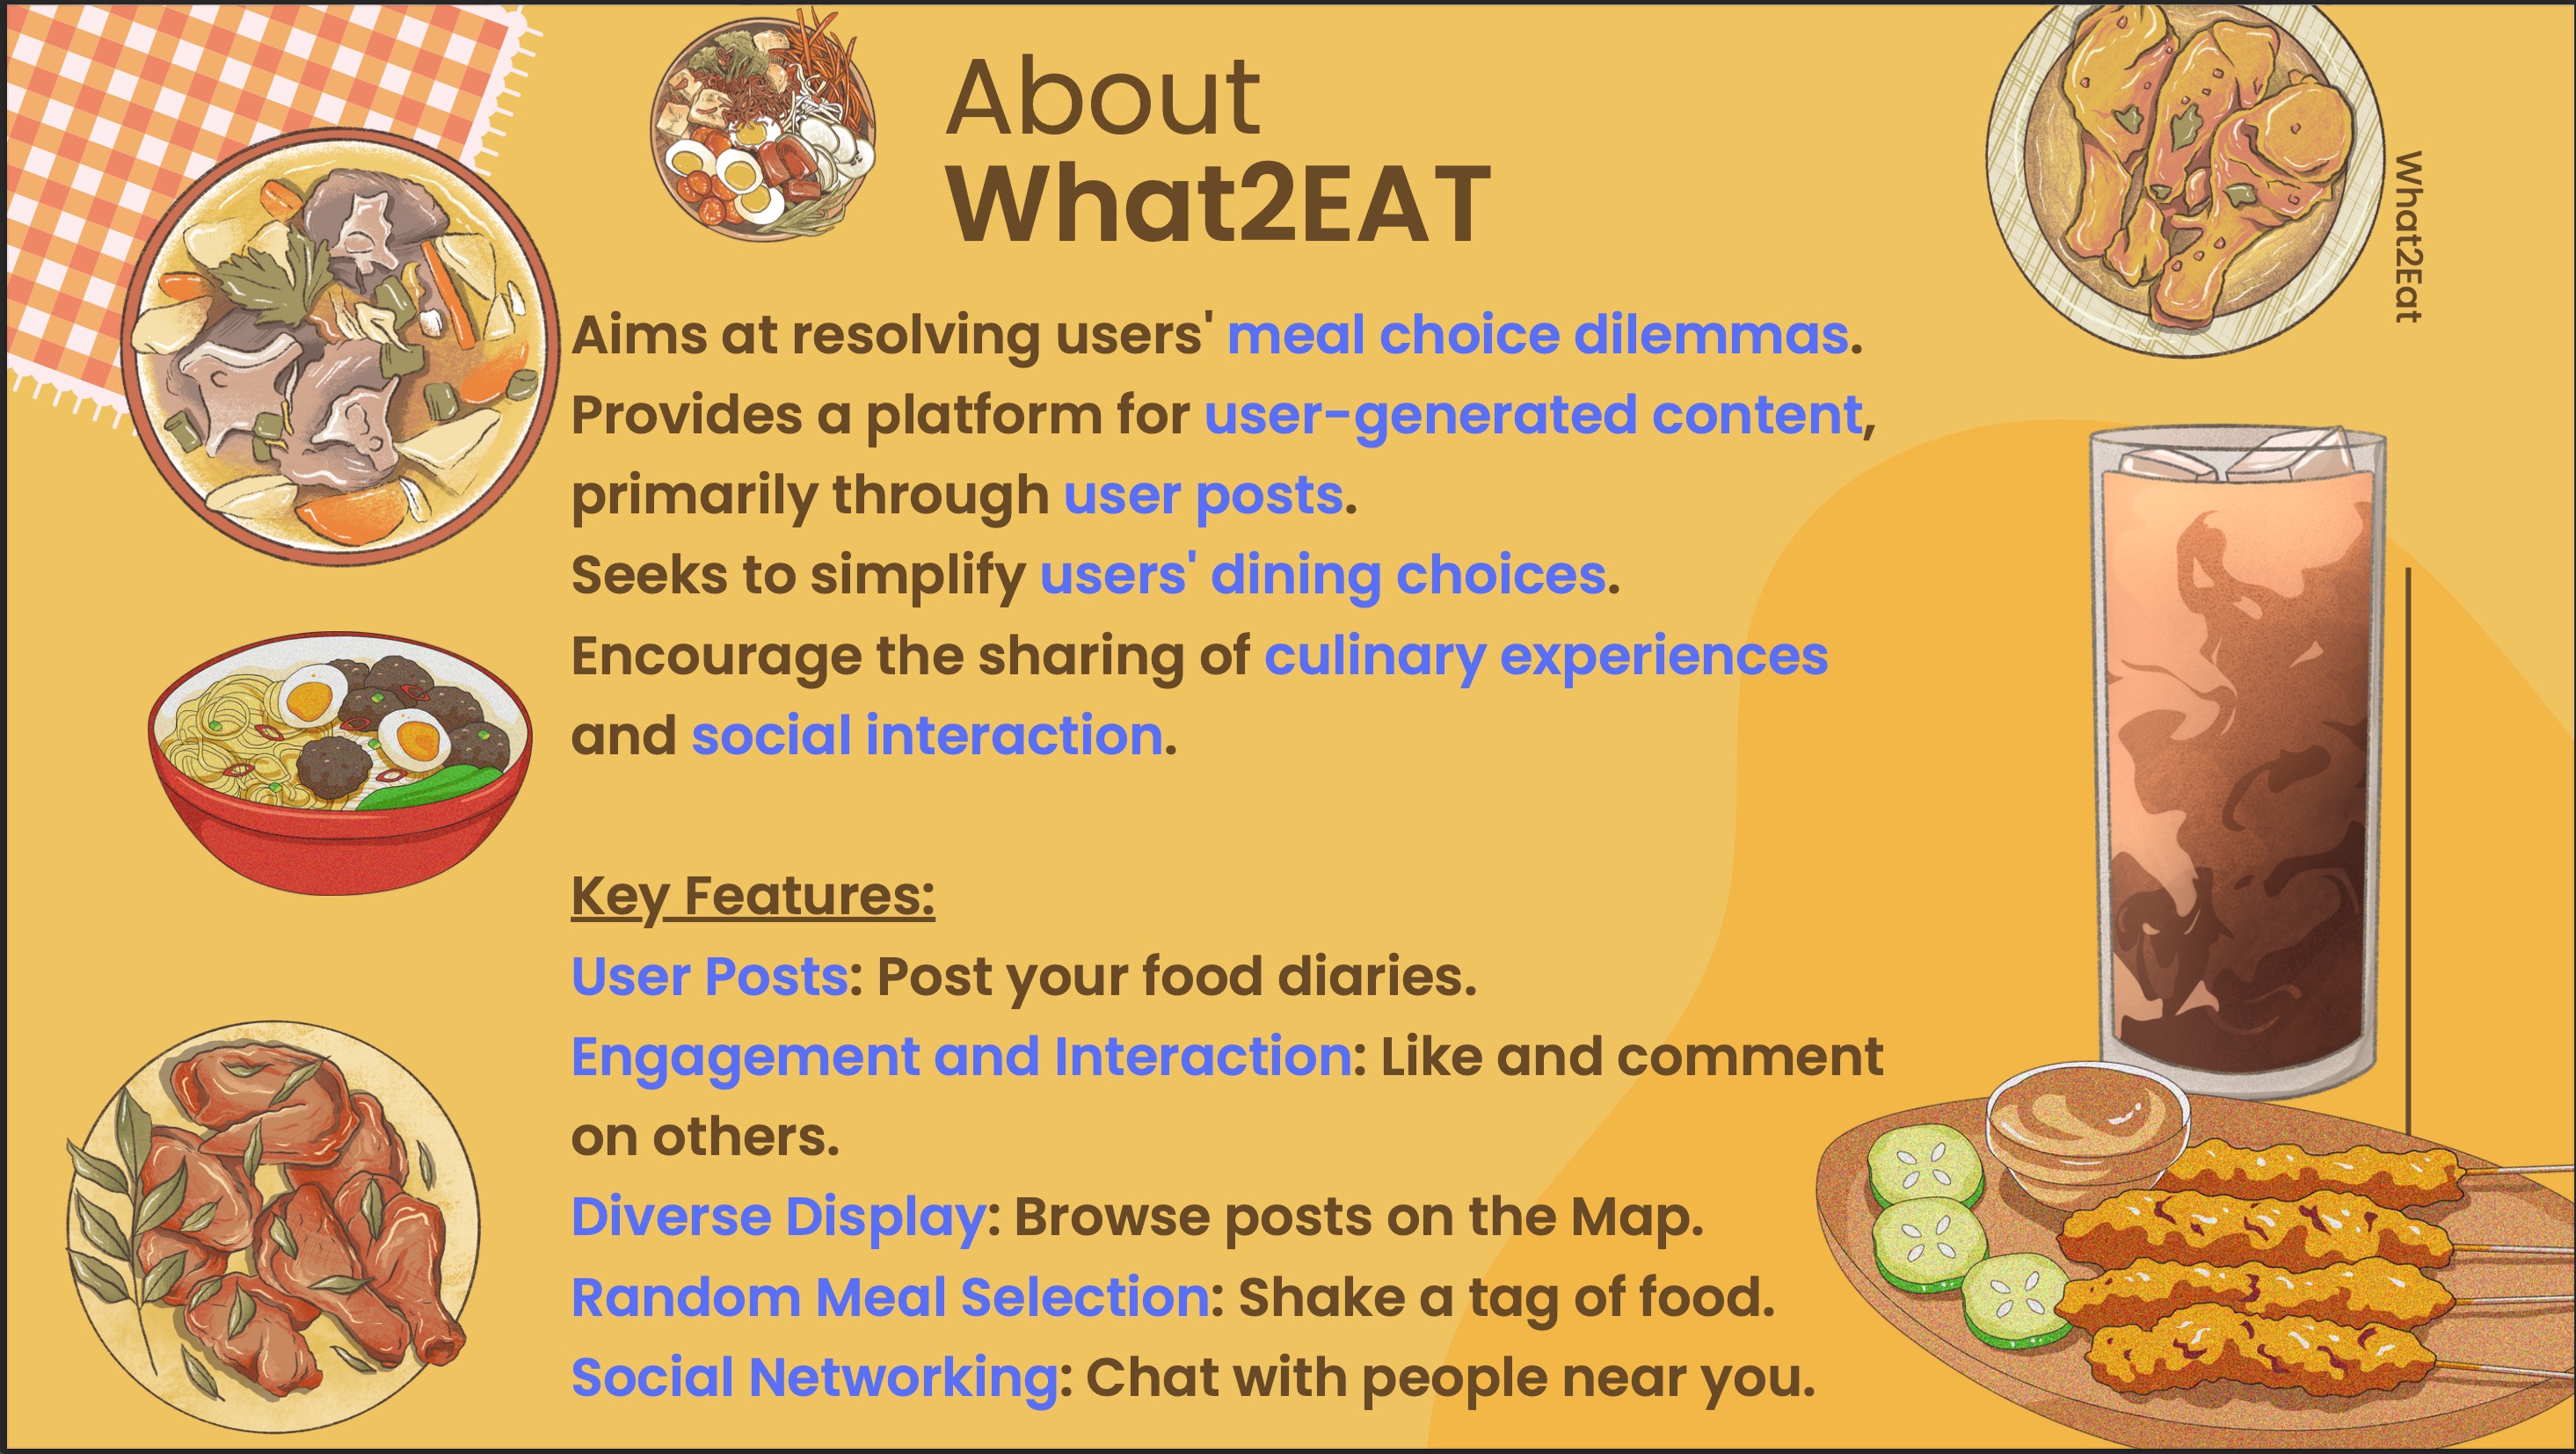 About
What2EAT
What2Eat
Aims at resolving users' meal choice dilemmas.
Provides a platform for user-generated content,
primarily through user posts.
Seeks to simplify users' dining choices.
Encourage the sharing of culinary experiences
and social interaction.
Key Features:
User Posts: Post your food diaries.
Engagement and Interaction: Like and comment
on others.
Diverse Display: Browse posts on the Map.
Random Meal Selection: Shake a tag of food.
Social Networking: Chat with people near you.